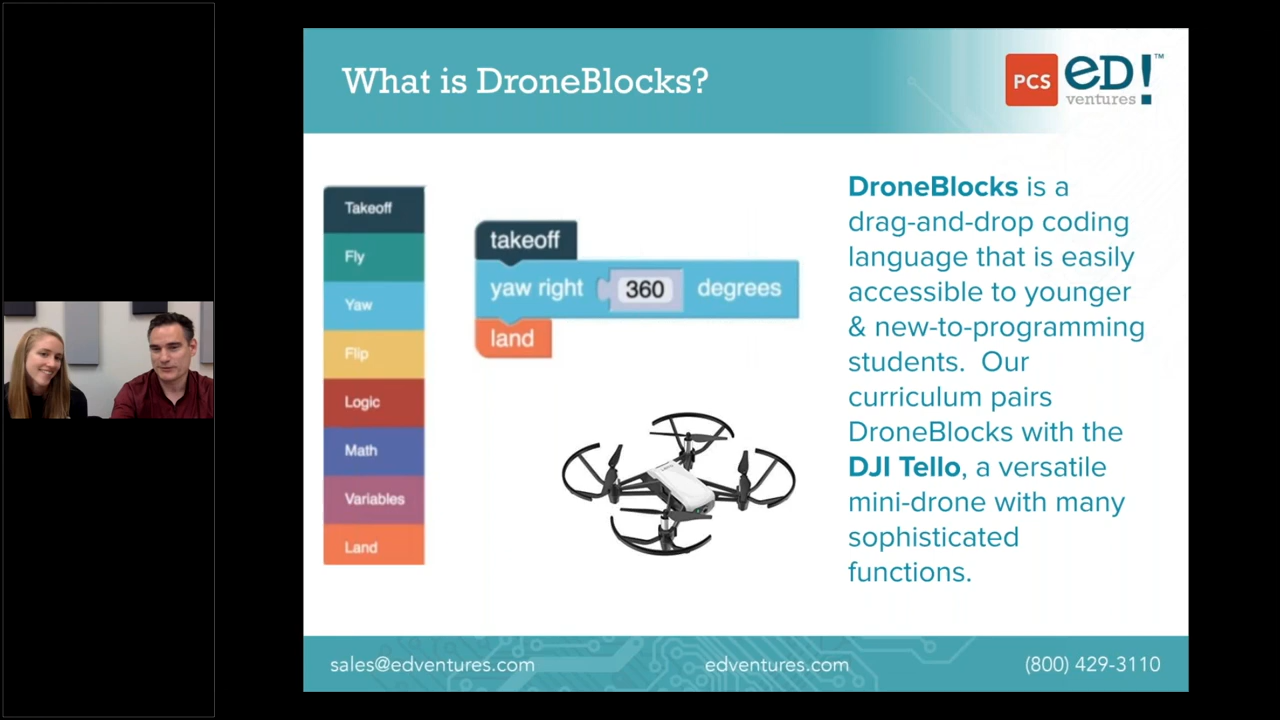 What is DroneBlocks?
PCS
eD!™
ventures
Takeoff
Fly
Yaw
Flip
Logic
Math
Variables
Land
takeoff
yaw right 360 degrees
land
DroneBlocks is a
drag-and-drop coding
language that is easily
accessible to younger
& new-to-programming
students. Our
curriculum pairs
DroneBlocks with the
DJI Tello, a versatile
mini-drone with many
sophisticated
functions.
sales@edventures.com
edventures.com
(800) 429-3110